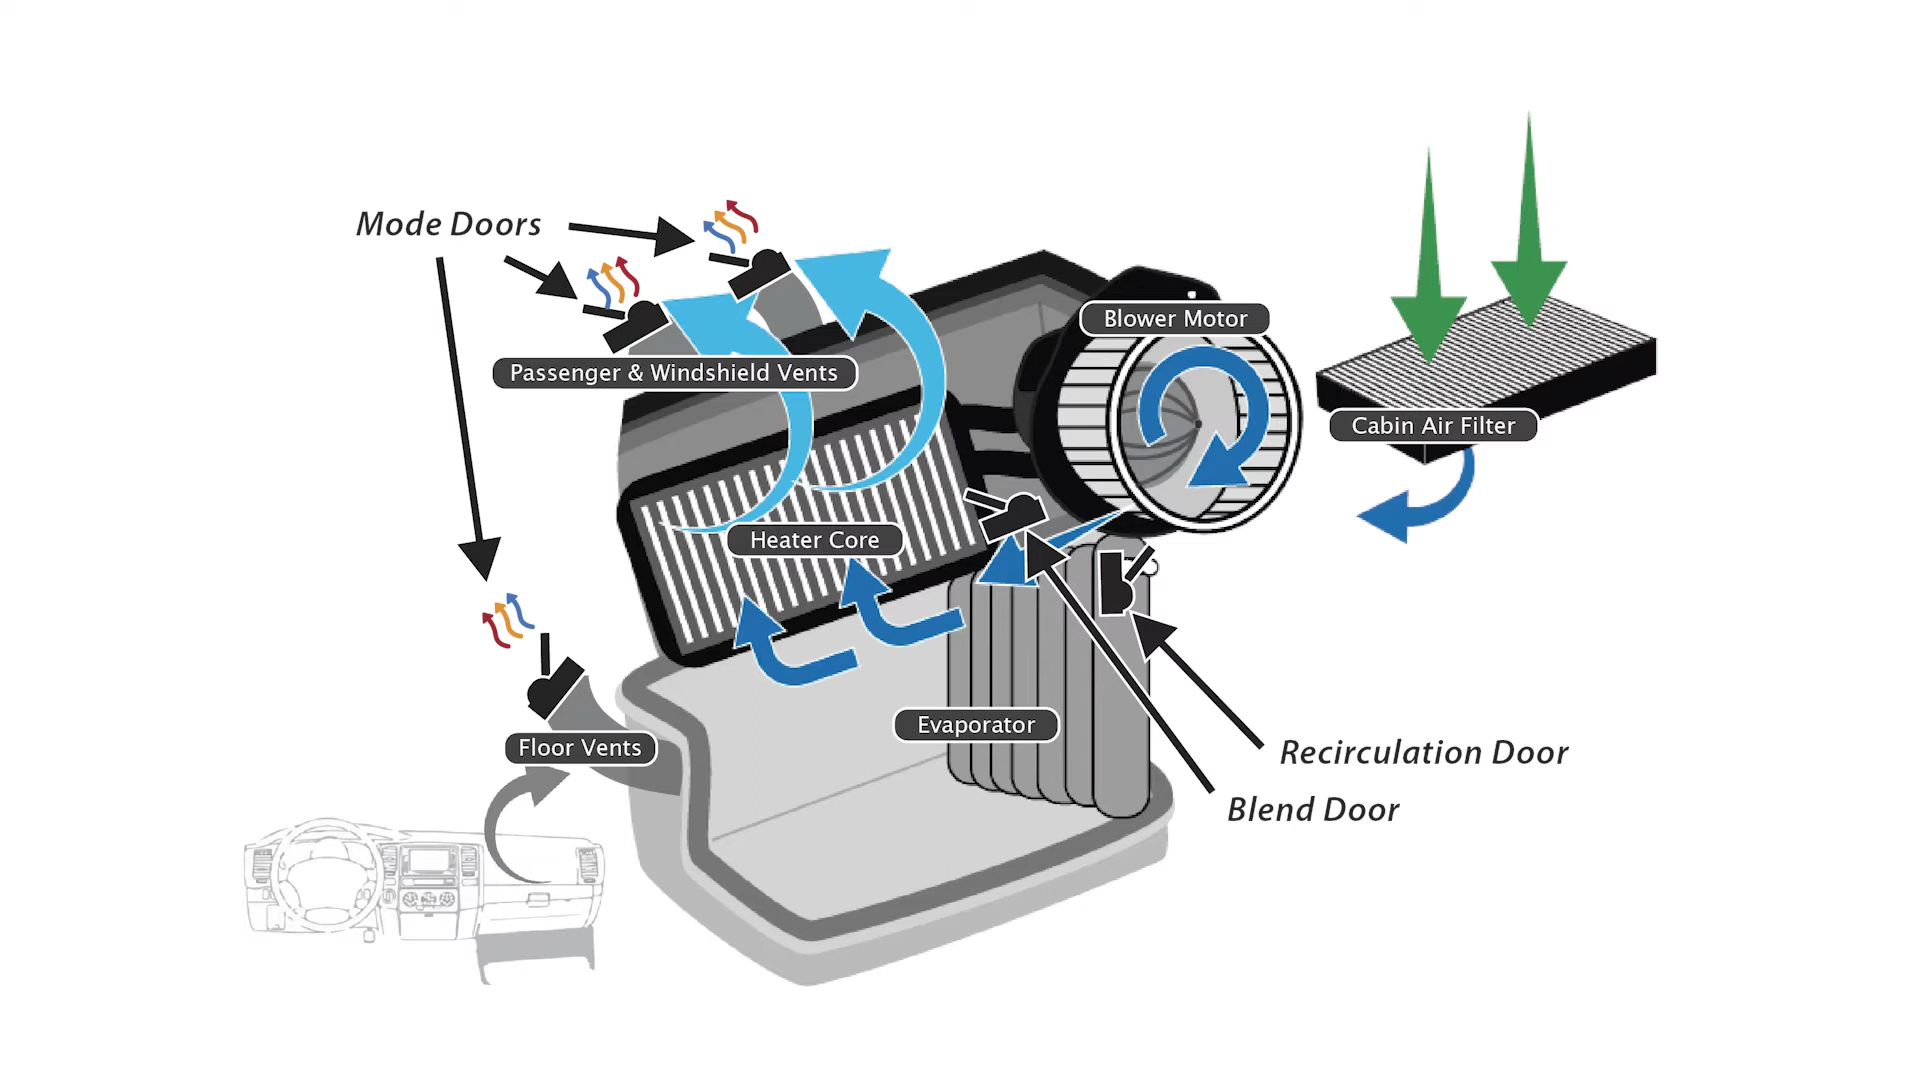 Mode Doors
Blower Motor
Passenger & Windshield Vents
Cabin Air Filter
Heater Core
Evaporator
Floor Vents
Recirculation Door
Blend Door